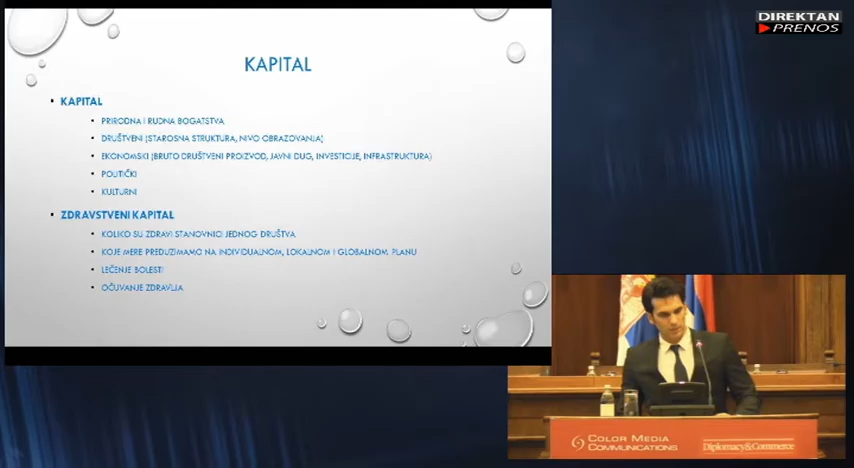 DIREKTAN
PRENOS
KAPITAL
KAPITAL
PRIRODNA I RUDNA BOGATSTVA
DRUŠTVENI (STAROSNA STRUKTURA, NIVO OBRAZOVANJA)
EKONOMSKI (BRUTO DRUŠTVENI PROIZVOD, JAVNI DUG, INVESTICIJE, INFRASTRUKTURA)
POLITIČKI
KULTURNI
ZDRAVSTVENI KAPITAL
KOLIKO SU ZDRAVI STANOVNICI JEDNOG DRUŠTVA
KOJE MERE PREDUZIMAMO NA INDIVIDUALNOM, LOKALNOM I GLOBALNOM PLANU
LEČENJE BOLESTI
OČUVANJE ZDRAVLJA
COLOR MEDIA
COMMUNICATIONS
Diplomacy&Commerce